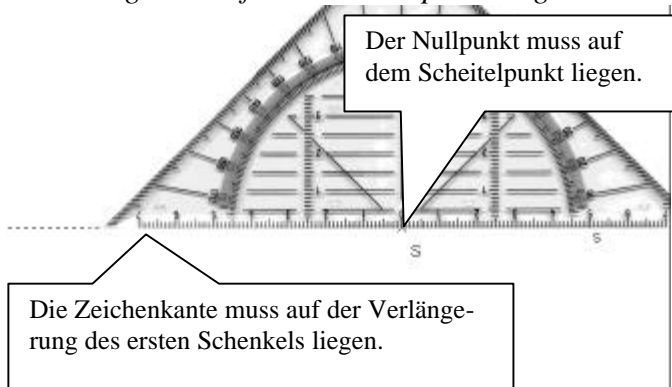 Der Nullpunkt muss auf
dem Scheitelpunkt liegen.
S
s
Die Zeichenkante muss auf der Verlänge-
rung des ersten Schenkels liegen.